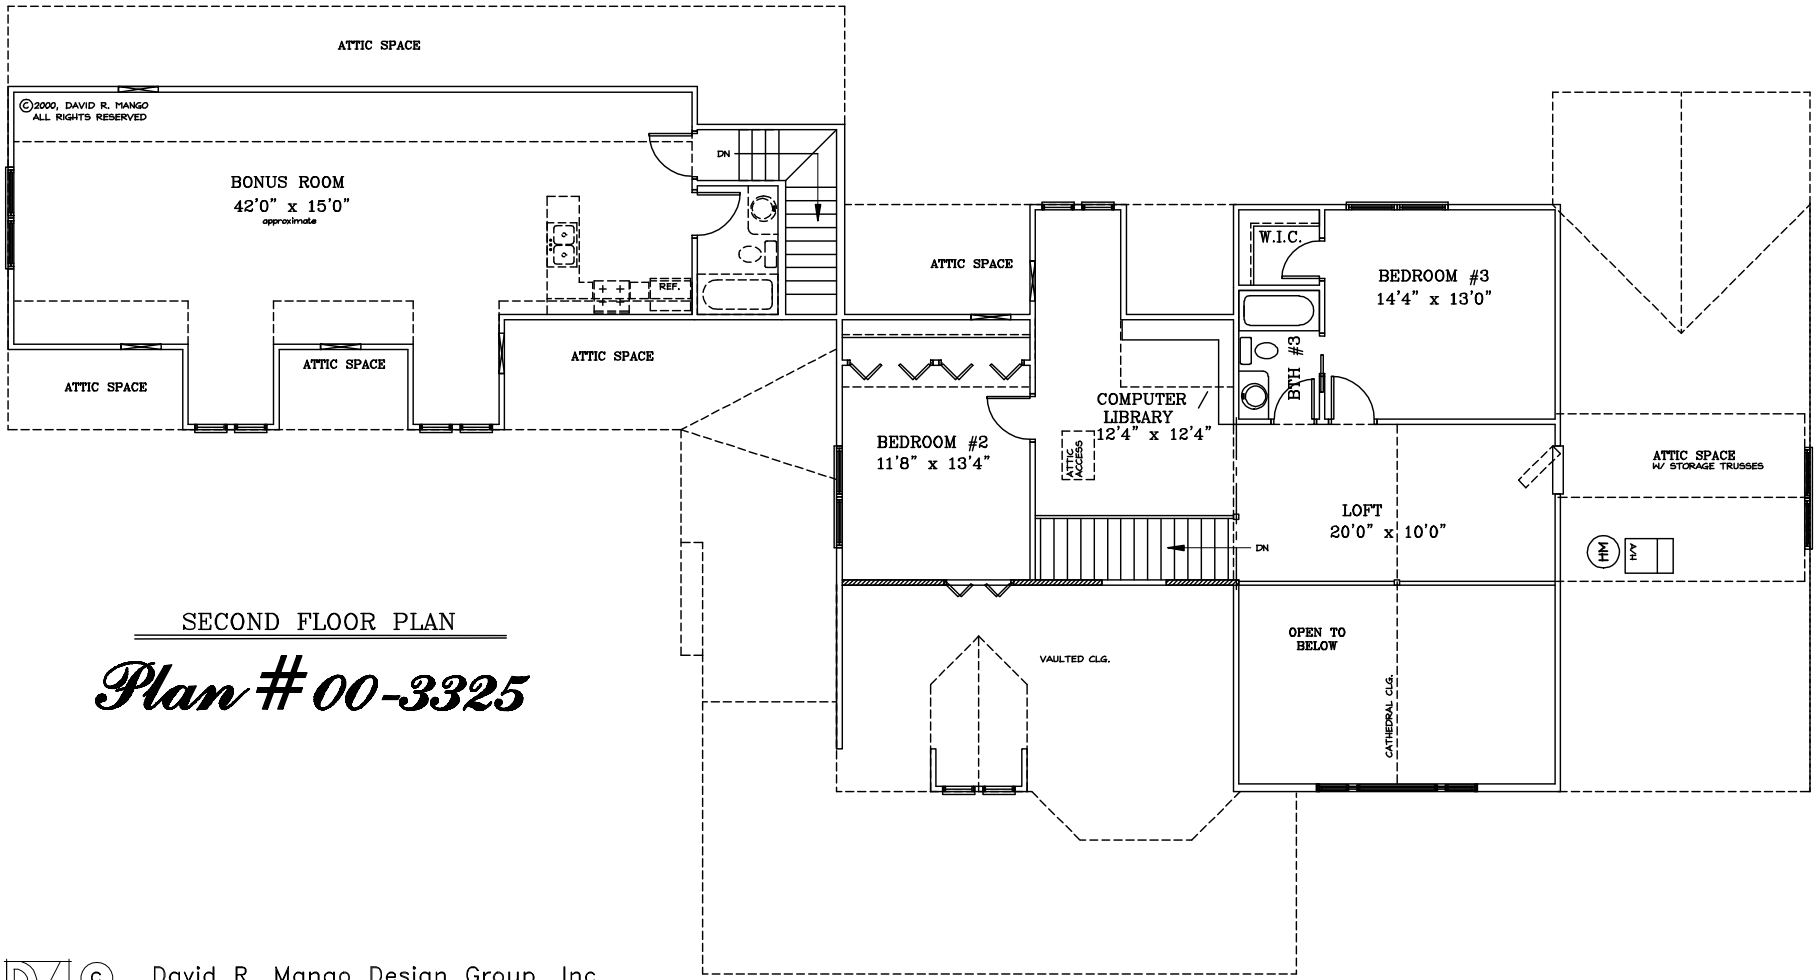 ATTIC SPACE
©2000, DAVID R. MANGO
ALL RIGHTS RESERVED
DN
BONUS ROOM
42'0" x 15'0"
approximate
REF.
ATTIC SPACE
W.I.C.
BEDROOM #3
14'4" x 13'0"
ATTIC SPACE
ATTIC SPACE
ATTIC SPACE
BTH #3
COMPUTER
LIBRARY
12'4" x 12'4"
BEDROOM #2
11'8" x 13'4"
ATTIC
ACCESS
ATTIC SPACE
W/ STORAGE TRUSSES
LOFT
20'0" x 10'0"
DN
HM
A/H
SECOND FLOOR PLAN
Plan #00-3325
OPEN TO
BELOW
VAULTED CLG.
CATHEDRAL CLG.
© David R. Mango Design Group, Inc.